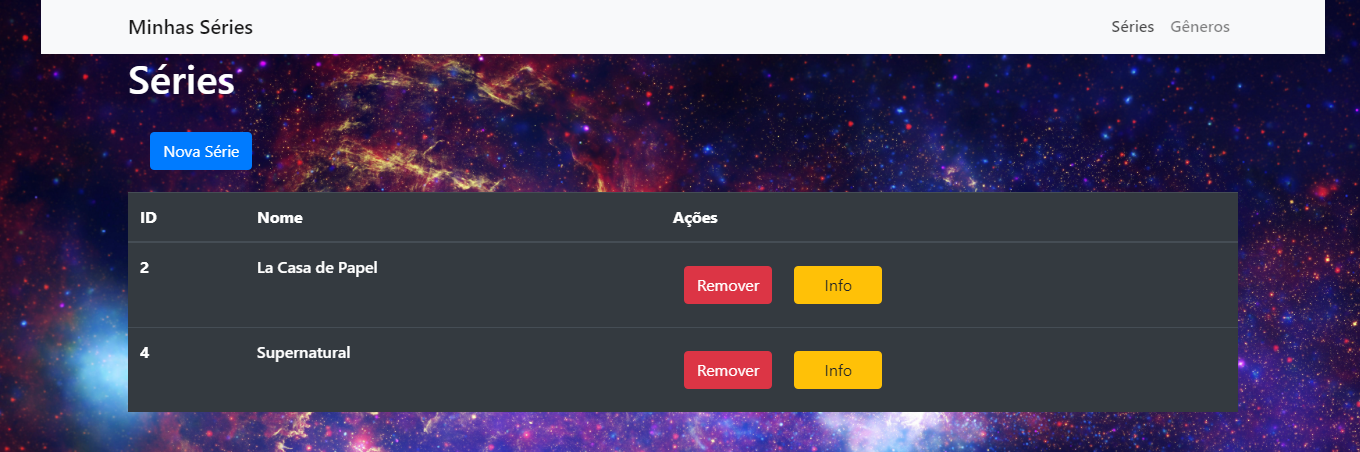 Minhas Séries Séries Gêneros
Séries
Nova Série
ID Nome Ações
2 La Casa de Papel Remover Info
4 Supernatural Remover Info